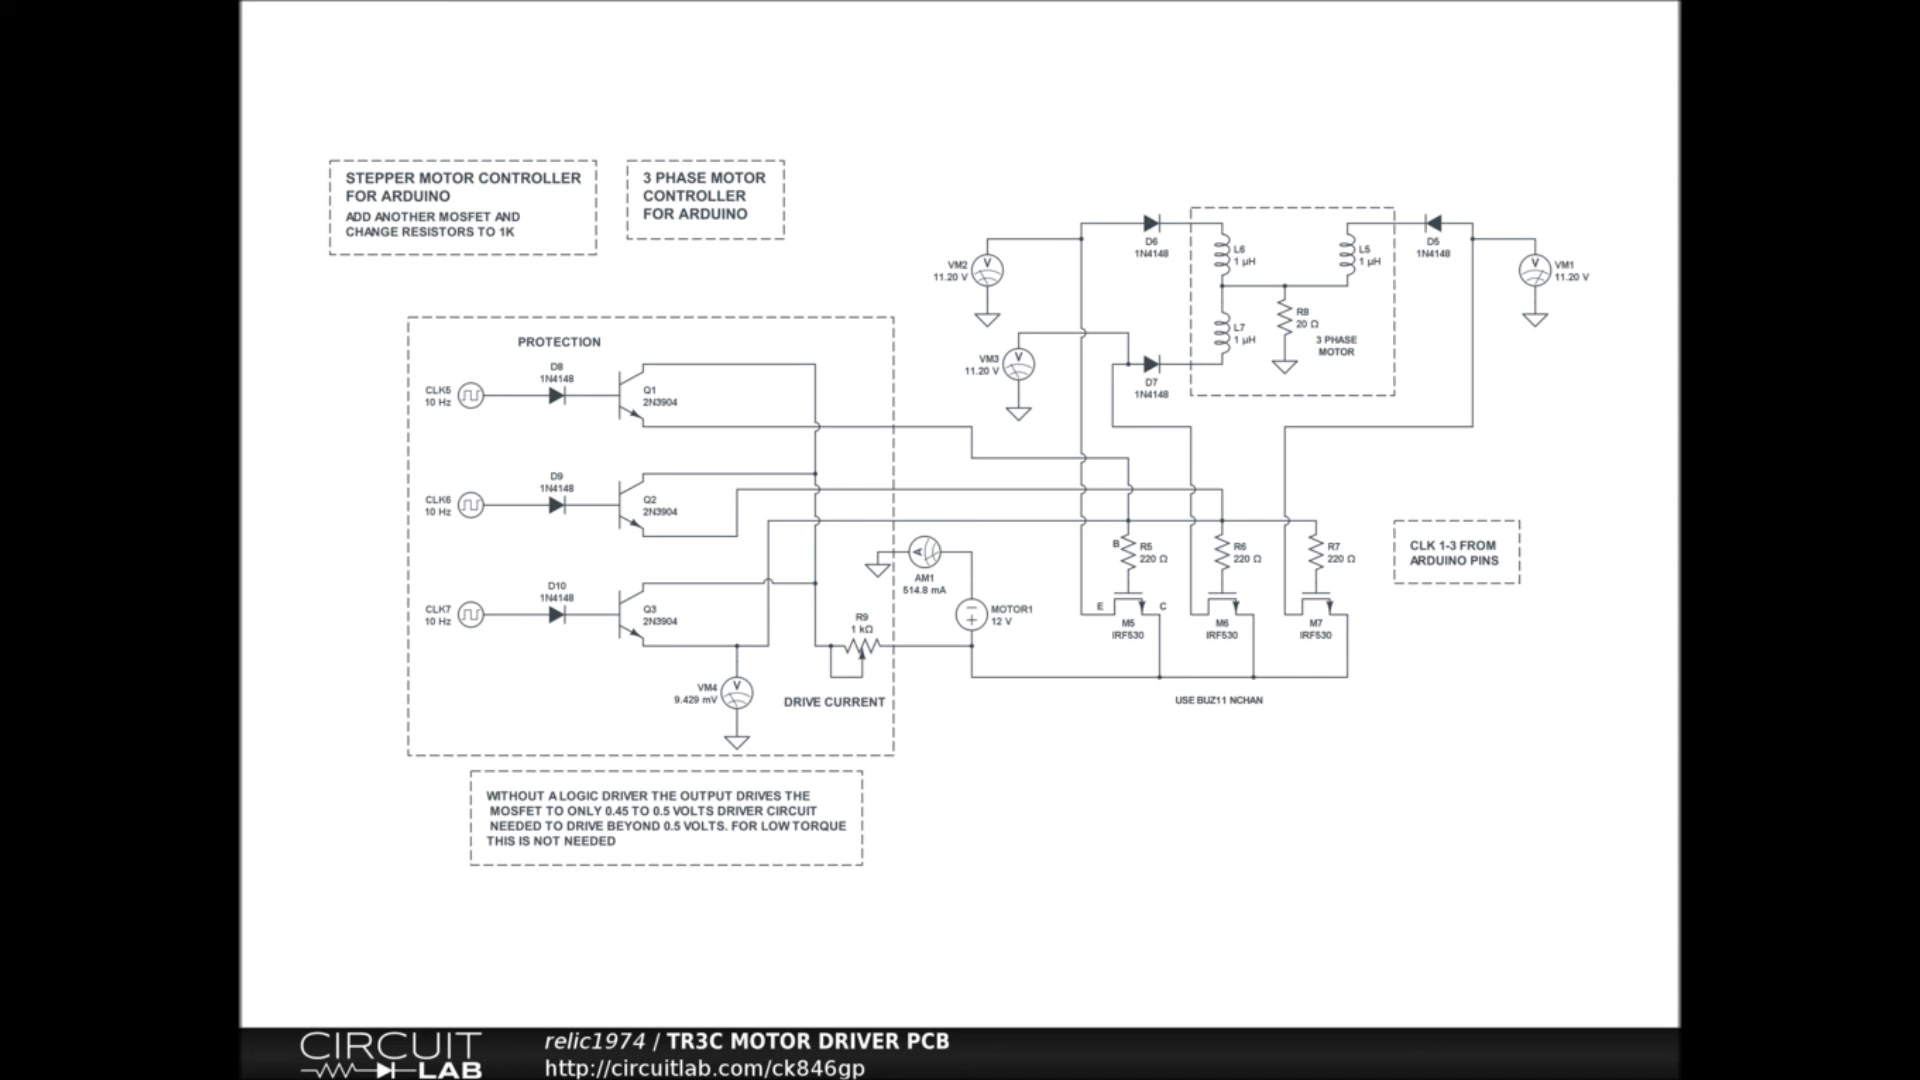 STEPPER MOTOR CONTROLLER
FOR ARDUINO
ADD ANOTHER MOSFET AND
CHANGE RESISTORS TO 1K
3 PHASE MOTOR
CONTROLLER
FOR ARDUINO
D6
1N4148
L6
1 µH
L5
1 µH
D5
1N4148
VM2
11.20 V
V
V
VM1
11.20 V
R8
20 Ω
L7
1 µH
3 PHASE
MOTOR
VM3
11.20 V
V
D7
1N4148
PROTECTION
D8
1N4148
CLK5
10 Hz
Q1
2N3904
D9
1N4148
CLK6
10 Hz
Q2
2N3904
D10
1N4148
CLK7
10 Hz
Q3
2N3904
A
AM1
514.8 mA
B
R5
220 Ω
R6
220 Ω
R7
220 Ω
CLK 1-3 FROM
ARDUINO PINS
MOTOR1
12 V
R9
1 kΩ
E
C
M5
IRF530
M6
IRF530
M7
IRF530
VM4
9.429 mV
V
DRIVE CURRENT
USE BUZ11 NCHAN
WITHOUT A LOGIC DRIVER THE OUTPUT DRIVES THE
MOSFET TO ONLY 0.45 TO 0.5 VOLTS DRIVER CIRCUIT
NEEDED TO DRIVE BEYOND 0.5 VOLTS. FOR LOW TORQUE
THIS IS NOT NEEDED
CIRCUIT
LAB
relic1974 / TR3C MOTOR DRIVER PCB
http://circuitlab.com/ck846gp